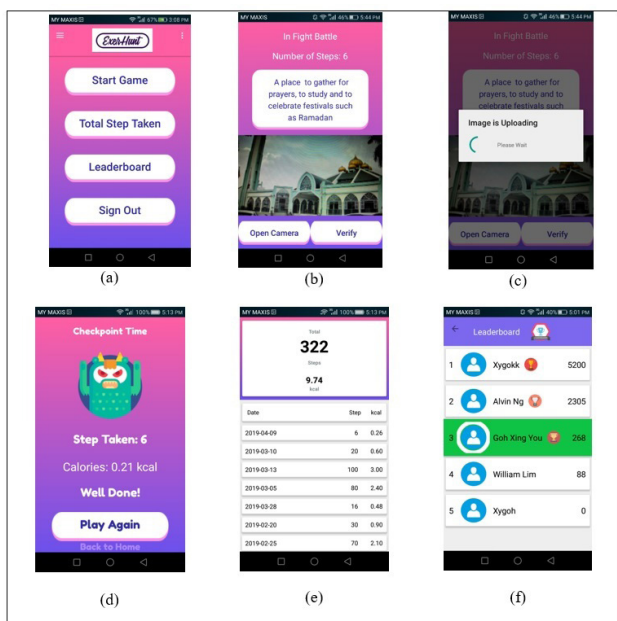 MY MAXIS 67% 3:08 PM
ExerHunt
Start Game
Total Step Taken
Leaderboard
Sign Out
(a)
MY MAXIS 46% 5:44 PM
In Fight Battle
Number of Steps: 6
A place to gather for
prayers, to study and to
celebrate festivals such
as Ramadan
Open Camera
Verify
(b)
MY MAXIS 46% 5:44 PM
In Fight Battle
Number of Steps: 6
A place to gather for
prayers, to study and to
celebrate festivals such
Image is Uploading
Please Wait
Open Camera
Verify
(c)
MY MAXIS 100% 5:13 PM
Checkpoint Time
Step Taken: 6
Calories: 0.21 kcal
Well Done!
Play Again
Back to Home
(d)
MY MAXIS 100% 5:13 PM
Total
322
Steps
9.74
kcal
Date Step kcal
2019-04-09 6 0.26
2019-03-10 20 0.60
2019-03-13 100 3.00
2019-03-05 80 2.40
2019-03-28 16 0.48
2019-02-20 30 0.90
2019-02-25 70 2.10
(e)
MY MAXIS 40% 5:01 PM
Leaderboard
1 Xygokk 5200
2 Alvin Ng 2305
3 Goh Xing You 268
4 William Lim 88
5 Xygoh 0
(f)